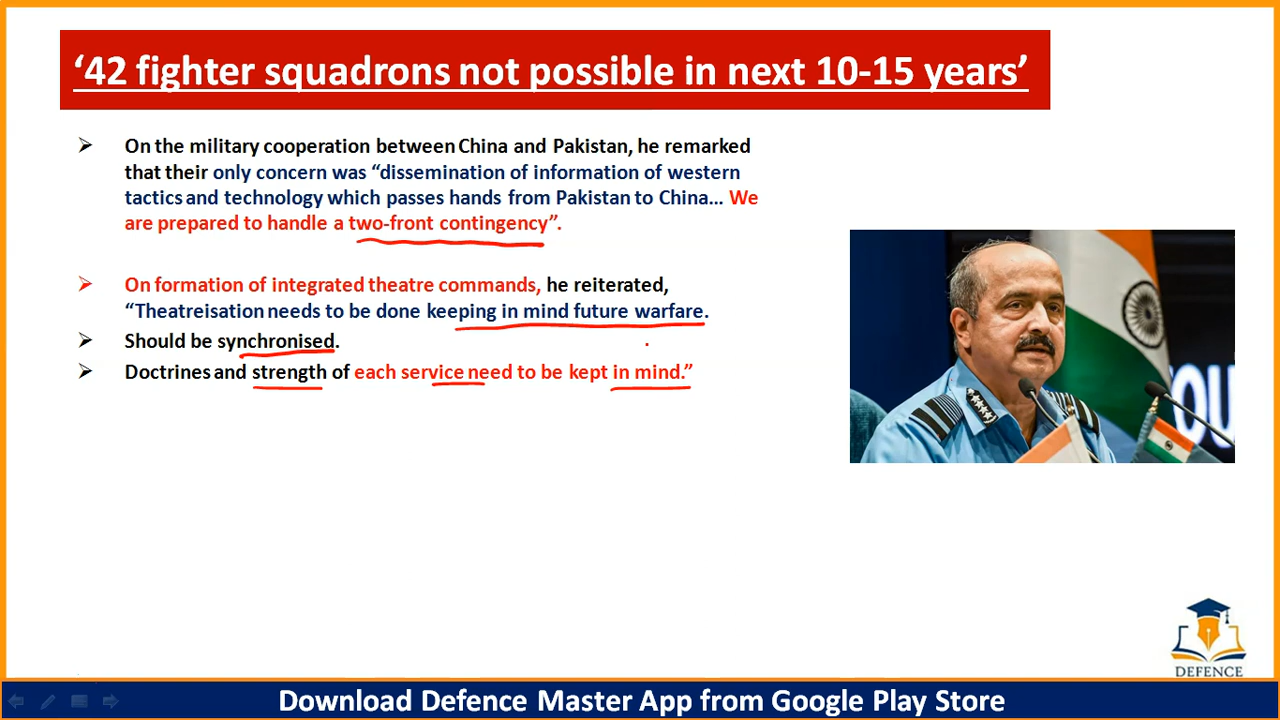 ‘42 fighter squadrons not possible in next 10-15 years’
On the military cooperation between China and Pakistan, he remarked
that their only concern was “dissemination of information of western
tactics and technology which passes hands from Pakistan to China... We
are prepared to handle a two-front contingency”.
On formation of integrated theatre commands, he reiterated,
“Theatreisation needs to be done keeping in mind future warfare.
Should be synchronised.
Doctrines and strength of each service need to be kept in mind.”
OU
DEFENCE
Download Defence Master App from Google Play Store